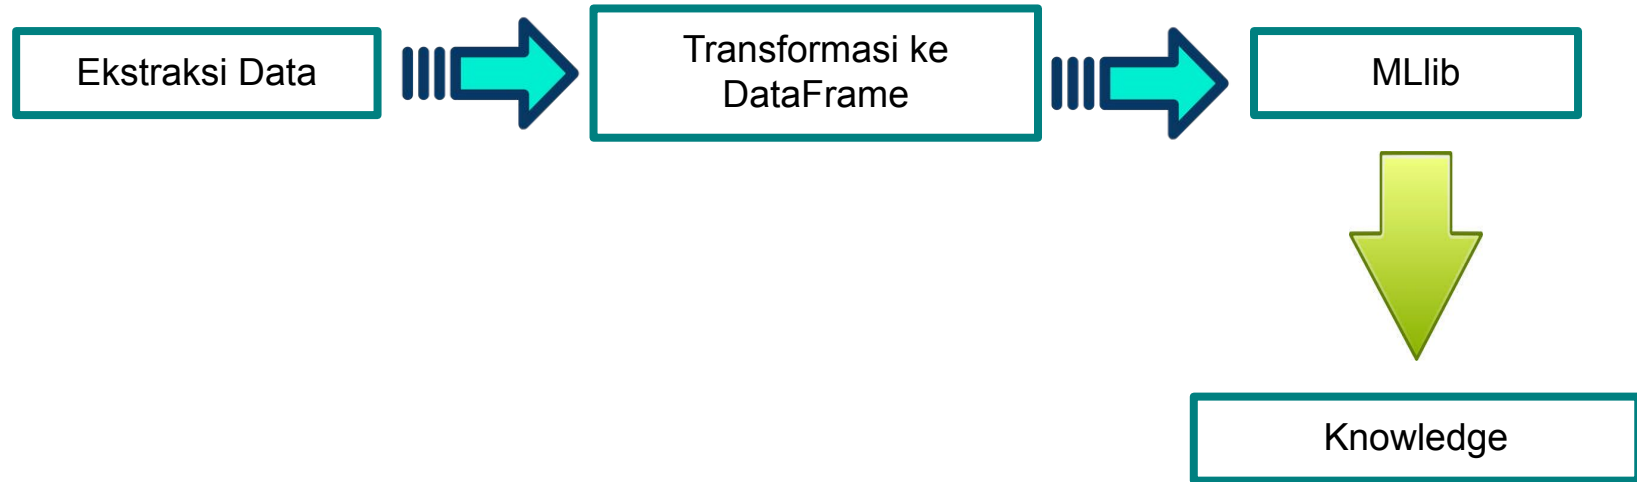 Ekstraksi Data
Transformasi ke
DataFrame
MLlib
Knowledge